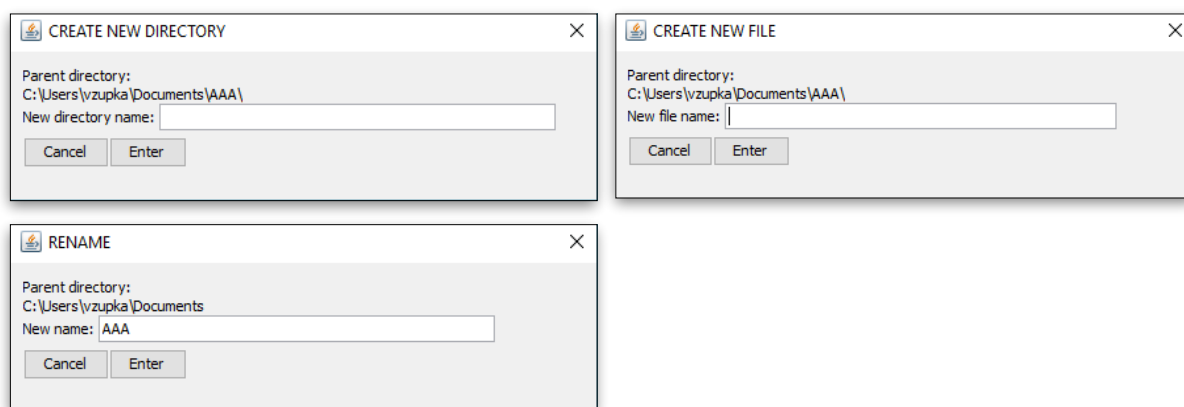 CREATE NEW DIRECTORY
Parent directory:
C:\Users\vzupka\Documents\AAA\
New directory name:
Cancel Enter
CREATE NEW FILE
Parent directory:
C:\Users\vzupka\Documents\AAA\
New file name:
Cancel Enter
RENAME
Parent directory:
C:\Users\vzupka\Documents
New name: AAA
Cancel Enter